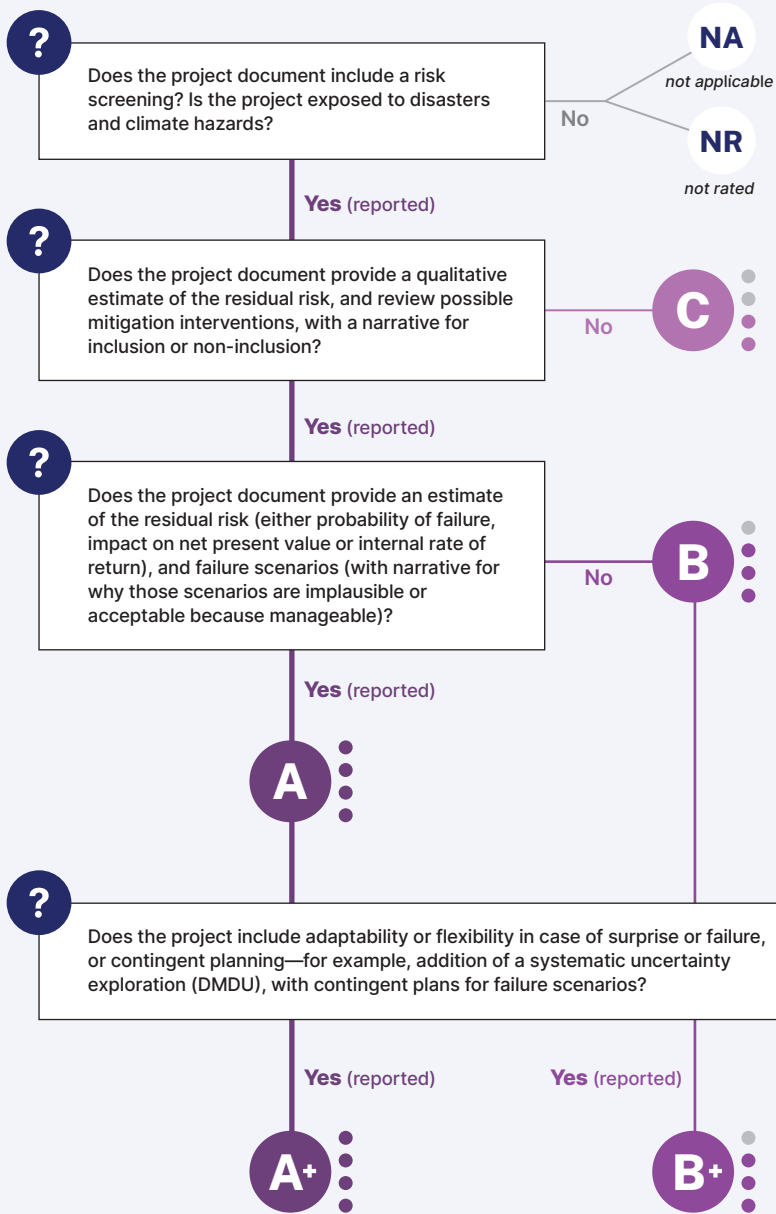 ?
Does the project document include a risk
screening? Is the project exposed to disasters
and climate hazards?
No
NA
not applicable
NR
not rated
Yes (reported)
?
Does the project document provide a qualitative
estimate of the residual risk, and review possible
mitigation interventions, with a narrative for
inclusion or non-inclusion?
No
C
Yes (reported)
?
Does the project document provide an estimate
of the residual risk (either probability of failure,
impact on net present value or internal rate of
return), and failure scenarios (with narrative for
why those scenarios are implausible or
acceptable because manageable)?
No
B
Yes (reported)
A
?
Does the project include adaptability or flexibility in case of surprise or failure,
or contingent planning—for example, addition of a systematic uncertainty
exploration (DMDU), with contingent plans for failure scenarios?
Yes (reported)
Yes (reported)
A+
B+